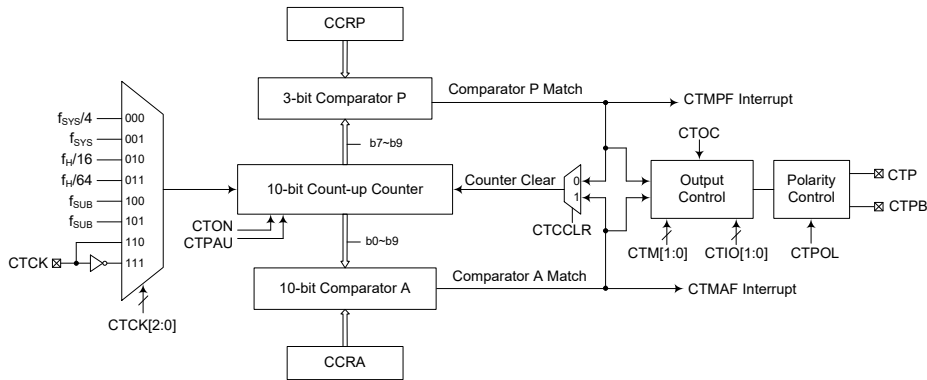 CCRP
3-bit Comparator P
Comparator P Match
CTMPF Interrupt
b7~b9
fSYS/4
000
fSYS
001
fH/16
010
fH/64
011
fSUB
100
fSUB
101
110
CTCK
111
CTCK[2:0]
10-bit Count-up Counter
Counter Clear
0
1
CTCCLR
CTON
CTPAU
b0~b9
CTOC
Output
Control
CTM[1:0]
CTIO[1:0]
Polarity
Control
CTPOL
CTP
CTPB
10-bit Comparator A
Comparator A Match
CTMAF Interrupt
CCRA